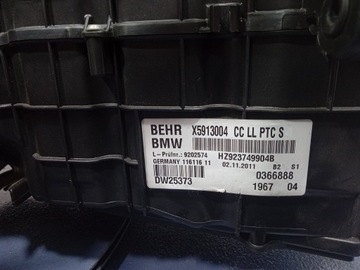 BEHR X5913004 CC LL PTC S
BMW
L-Prüfnr.: 9202574 HZ923749904B
GERMANY 116116 11 02.11.2011 82 S1
0366888
DW25373 1967 04